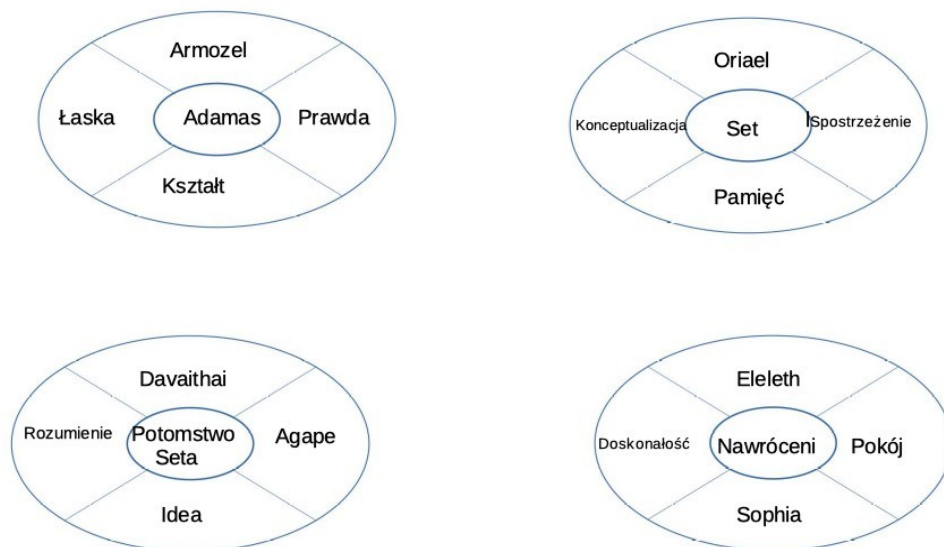 Armozel
Łaska
Adamas
Prawda
Kształt
Oriael
Konceptualizacja
Set
Spostrzeżenie
Pamięć
Davaithai
Rozumienie
Potomstwo
Seta
Agape
Idea
Eleleth
Doskonałość
Nawróceni
Pokój
Sophia